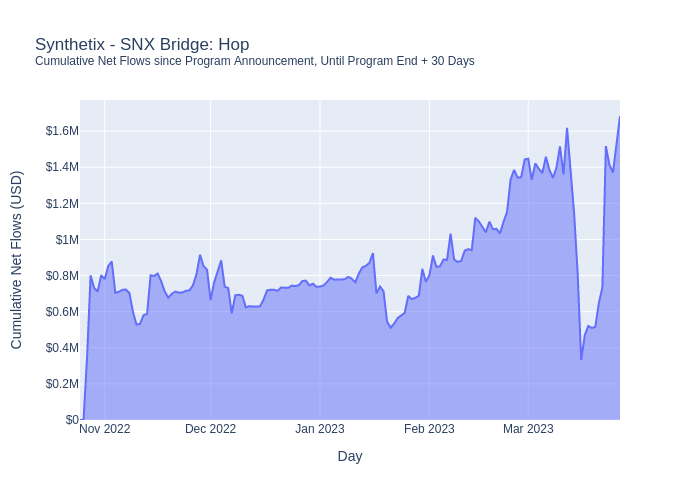 Synthetix - SNX Bridge: Hop
Cumulative Net Flows since Program Announcement, Until Program End + 30 Days
Cumulative Net Flows (USD)
$1.6M
$1.4M
$1.2M
$1M
$0.8M
$0.6M
$0.4M
$0.2M
$0
Nov 2022
Dec 2022
Jan 2023
Feb 2023
Mar 2023
Day